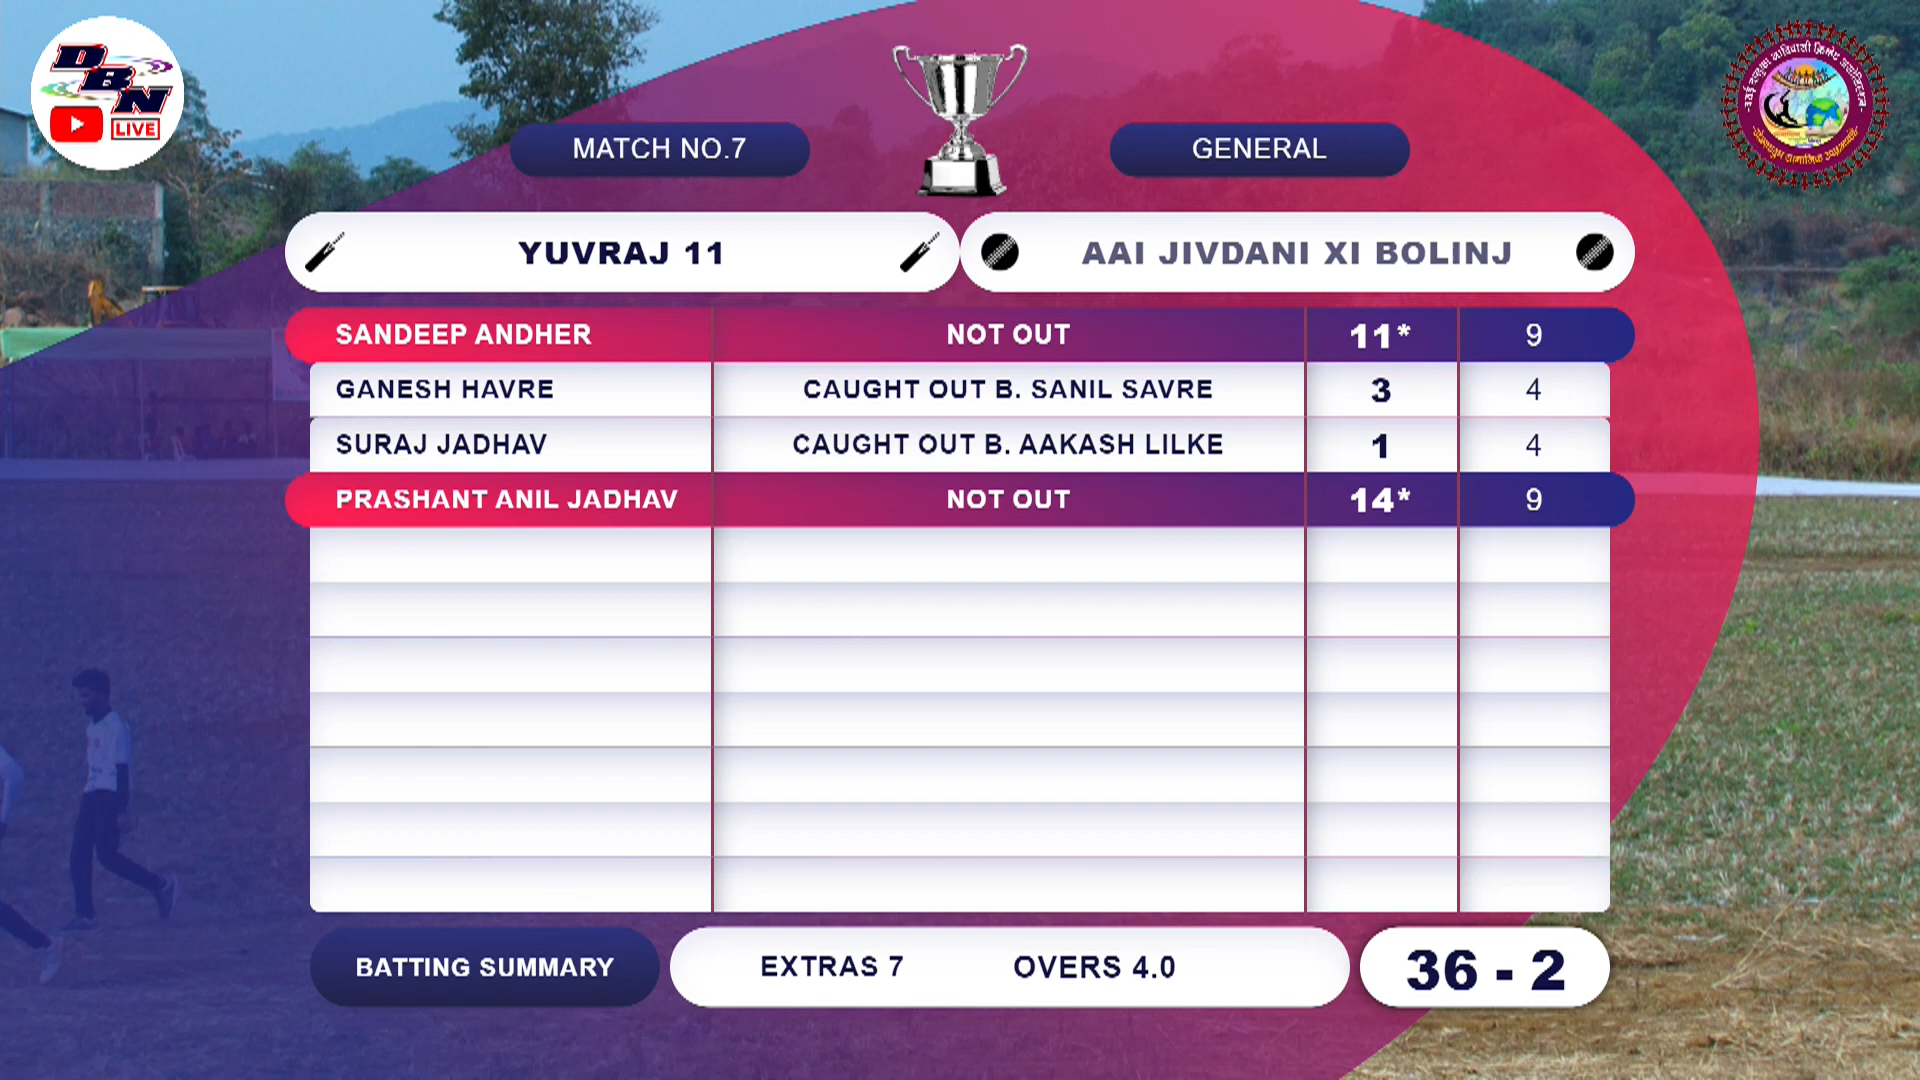 DBN
LIVE
MATCH NO.7
GENERAL
YUVRAJ 11
AAI JIVDANI XI BOLINJ
SANDEEP ANDHER NOT OUT 11* 9
GANESH HAVRE CAUGHT OUT B. SANIL SAVRE 3 4
SURAJ JADHAV CAUGHT OUT B. AAKASH LILKE 1 4
PRASHANT ANIL JADHAV NOT OUT 14* 9
BATTING SUMMARY EXTRAS 7 OVERS 4.0 36 - 2